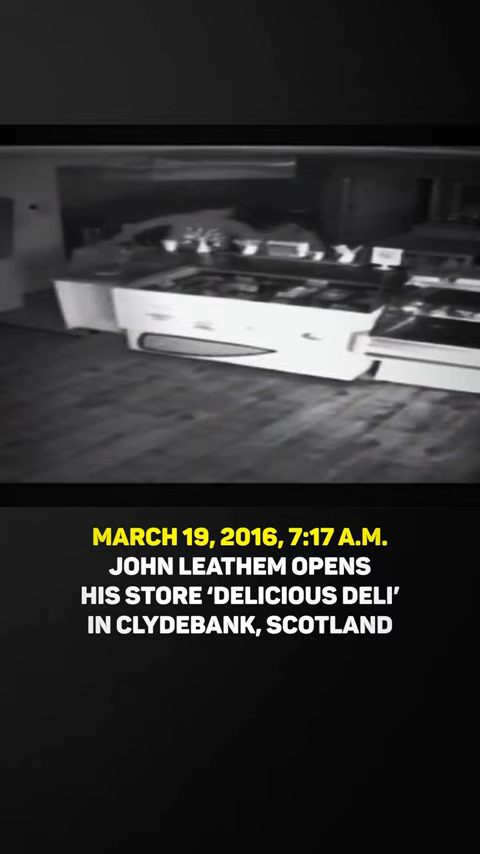 MARCH 19, 2016, 7:17 A.M.
JOHN LEATHEM OPENS
HIS STORE ‘DELICIOUS DELI’
IN CLYDEBANK, SCOTLAND